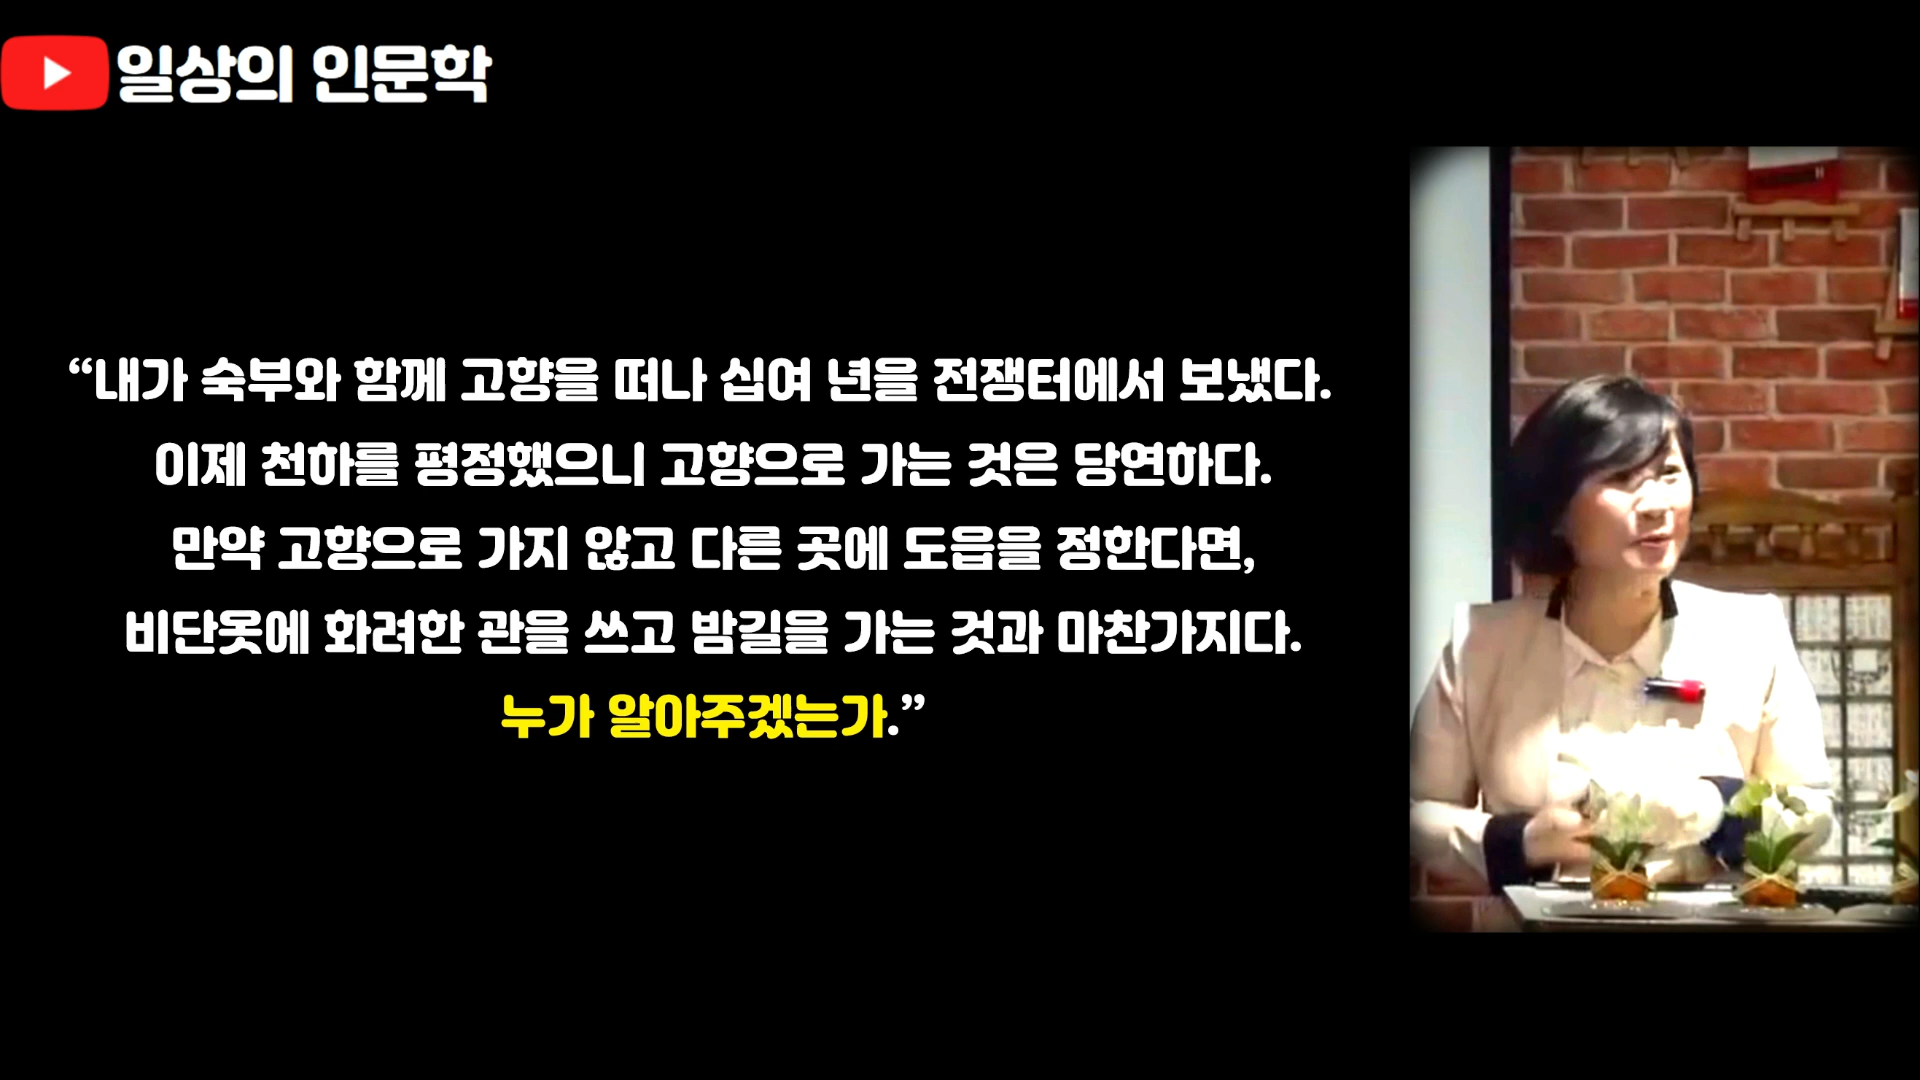 일상의 인문학
“내가 숙부와 함께 고향을 떠나 십여 년을 전쟁터에서 보냈다.
이제 천하를 평정했으니 고향으로 가는 것은 당연하다.
만약 고향으로 가지 않고 다른 곳에 도읍을 정한다면,
비단옷에 화려한 관을 쓰고 밤길을 가는 것과 마찬가지다.
누가 알아주겠는가.”